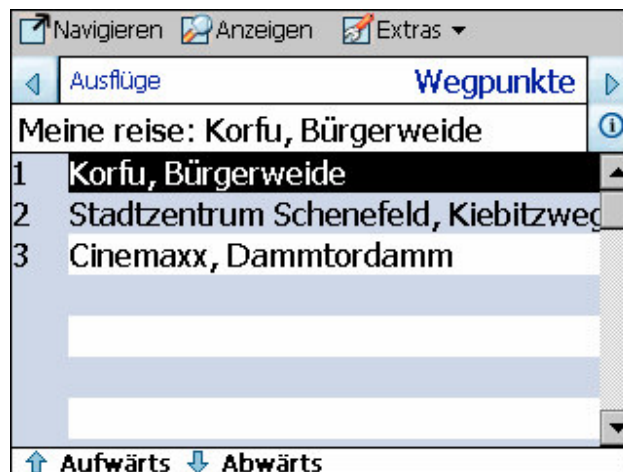 Navigieren Anzeigen Extras
Ausflüge Wegpunkte
Meine reise: Korfu, Bürgerweide
1 Korfu, Bürgerweide
2 Stadtzentrum Schenefeld, Kiebitzweg
3 Cinemaxx, Dammtordamm
Aufwärts Abwärts